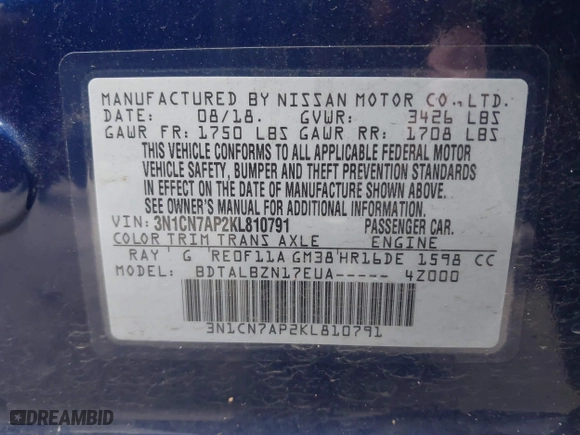 MANUFACTURED BY NISSAN MOTOR CO., LTD.
DATE: 08/18. GVWR: 3426 LBS
GAWR FR: 1750 LBS GAWR RR: 1708 LBS
THIS VEHICLE CONFORMS TO ALL APPLICABLE FEDERAL MOTOR
VEHICLE SAFETY, BUMPER AND THEFT PREVENTION STANDARDS
IN EFFECT ON THE DATE OF MANUFACTURE SHOWN ABOVE.
SEE OWNER'S MANUAL FOR ADDITIONAL INFORMATION.
VIN: 3N1CN7AP2KL810791 PASSENGER CAR.
COLOR TRIM TRANS AXLE ENGINE
RAY G RE0F11A GM38 HR16DE 1598 CC
MODEL: BDTALBZN17EUA----- 4Z000
3N1CN7AP2KL810791
DREAMBID